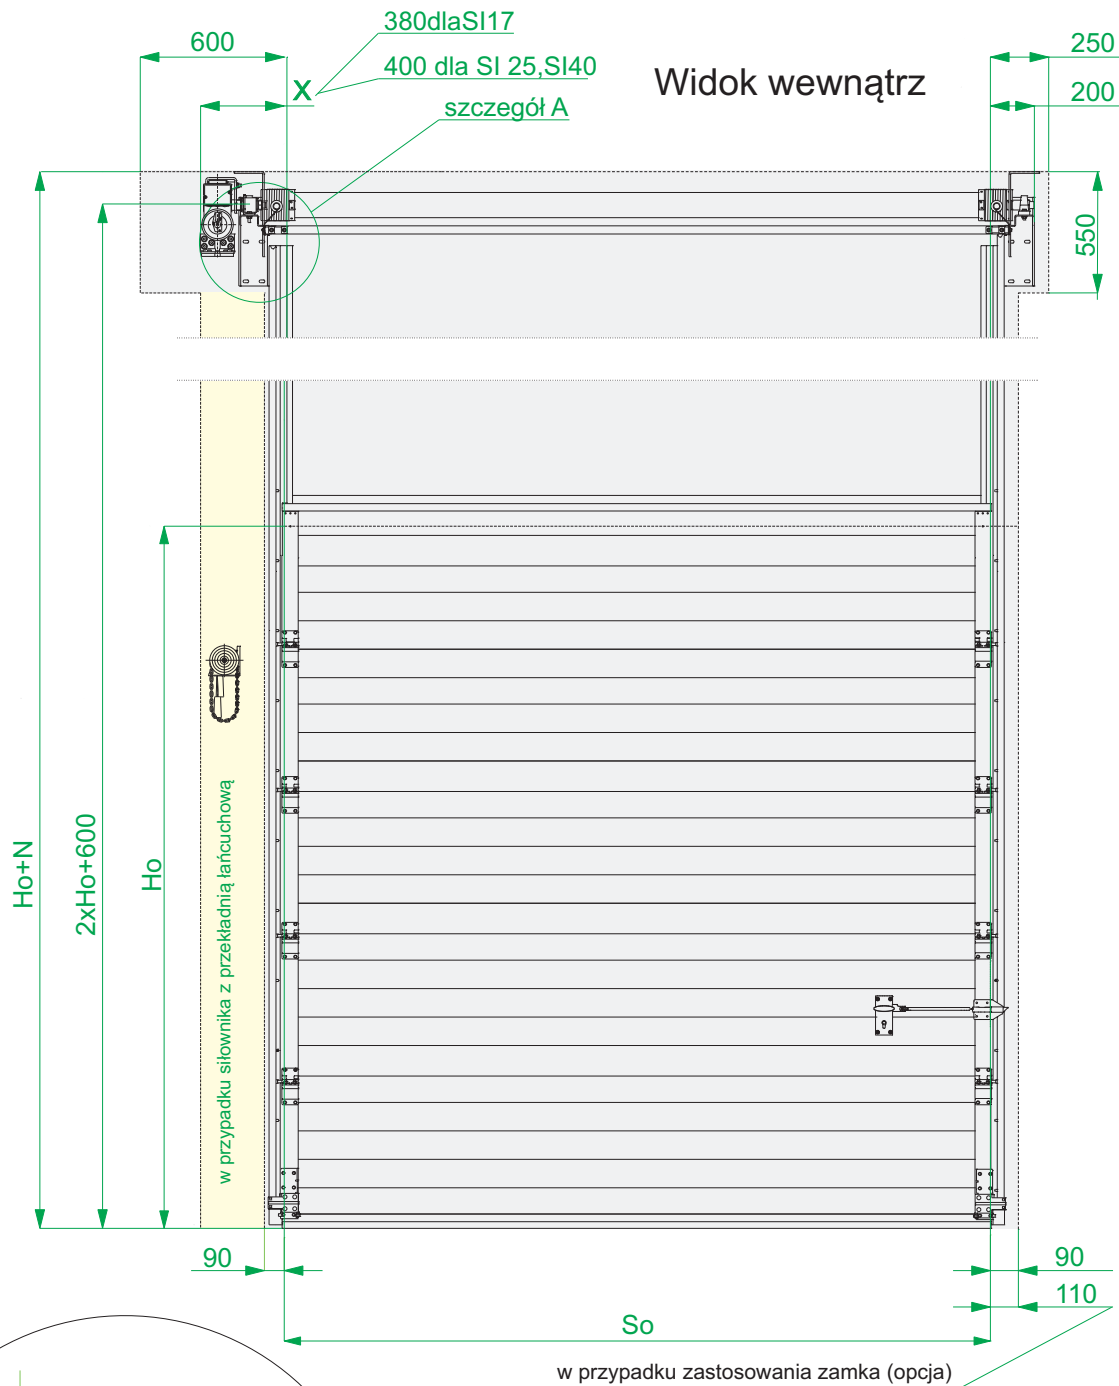 380dlaSI17
600
250
400 dla SI 25,SI40
Widok wewnątrz
X
200
szczegół A
550
Ho+N
2xHo+600
Ho
w przypadku siłownika z przekładnią łańcuchową
90
90
110
So
w przypadku zastosowania zamka (opcja)